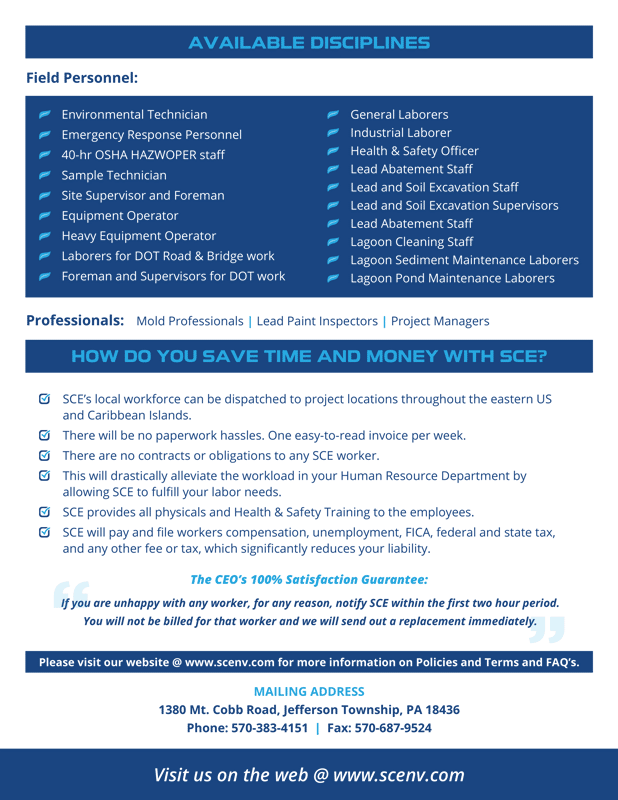 AVAILABLE DISCIPLINES
Field Personnel:
Environmental Technician
Emergency Response Personnel
40-hr OSHA HAZWOPER staff
Sample Technician
Site Supervisor and Foreman
Equipment Operator
Heavy Equipment Operator
Laborers for DOT Road & Bridge work
Foreman and Supervisors for DOT work
General Laborers
Industrial Laborer
Health & Safety Officer
Lead Abatement Staff
Lead and Soil Excavation Staff
Lead and Soil Excavation Supervisors
Lead Abatement Staff
Lagoon Cleaning Staff
Lagoon Sediment Maintenance Laborers
Lagoon Pond Maintenance Laborers
Professionals: Mold Professionals | Lead Paint Inspectors | Project Managers
HOW DO YOU SAVE TIME AND MONEY WITH SCE?
SCE's local workforce can be dispatched to project locations throughout the eastern US
and Caribbean Islands.
There will be no paperwork hassles. One easy-to-read invoice per week.
There are no contracts or obligations to any SCE worker.
This will drastically alleviate the workload in your Human Resource Department by
allowing SCE to fulfill your labor needs.
SCE provides all physicals and Health & Safety Training to the employees.
SCE will pay and file workers compensation, unemployment, FICA, federal and state tax,
and any other fee or tax, which significantly reduces your liability.
The CEO's 100% Satisfaction Guarantee:
"If you are unhappy with any worker, for any reason, notify SCE within the first two hour period.
You will not be billed for that worker and we will send out a replacement immediately."
Please visit our website @ www.scenv.com for more information on Policies and Terms and FAQ's.
MAILING ADDRESS
1380 Mt. Cobb Road, Jefferson Township, PA 18436
Phone: 570-383-4151 | Fax: 570-687-9524
Visit us on the web @ www.scenv.com